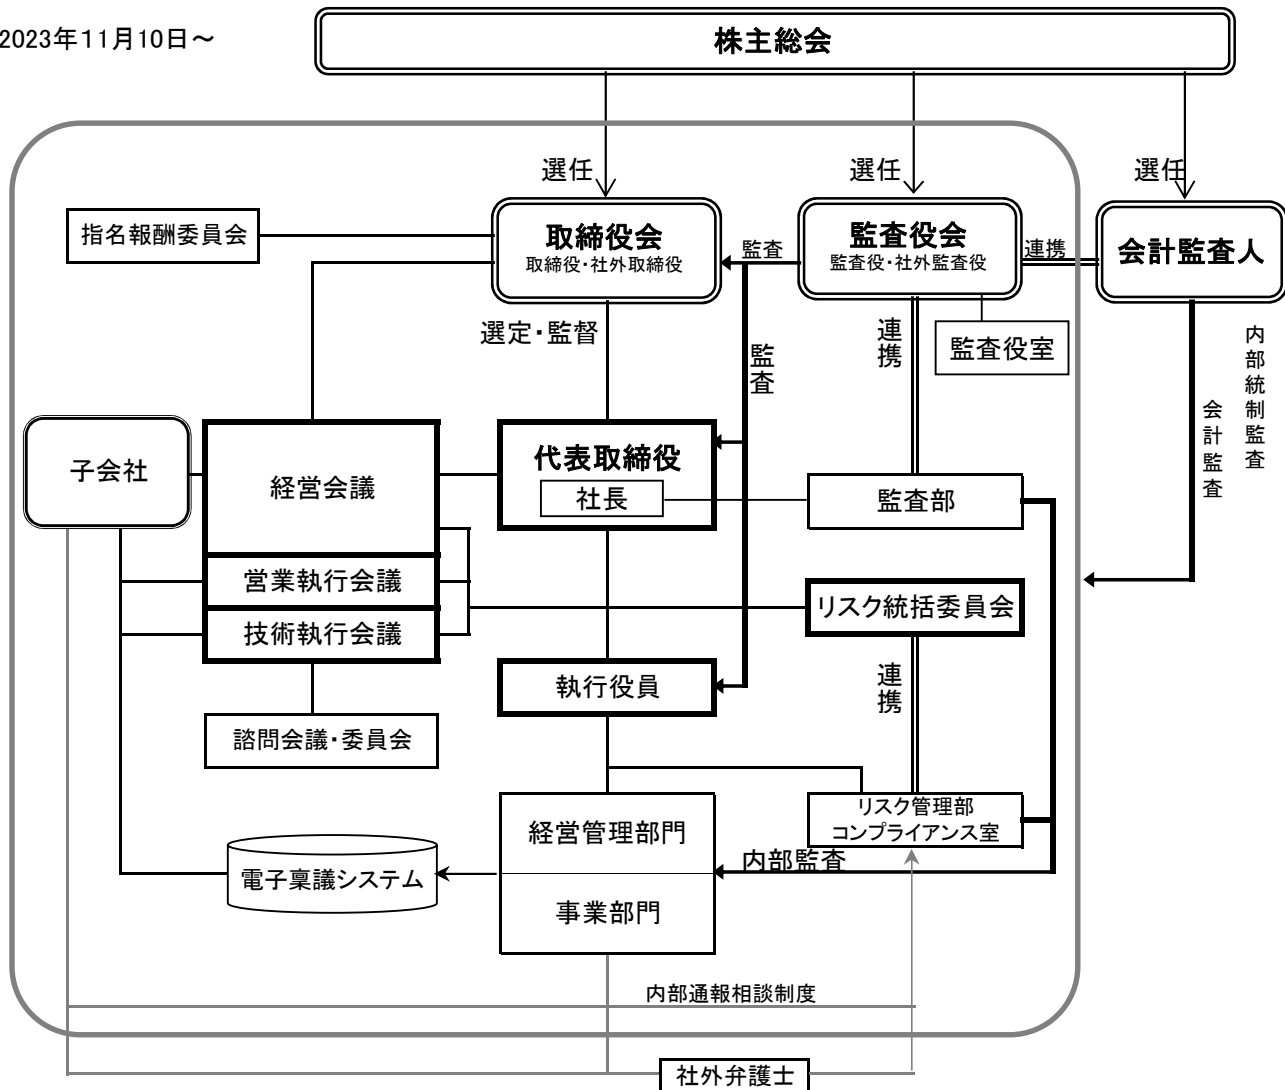 2023年11月10日～
株主総会
選任
選任
選任
指名報酬委員会
取締役会
取締役・社外取締役
監査
監査役会
監査役・社外監査役
連携
会計監査人
選定・監督
監査
連携
監査役室
内部統制監査
会計監査
子会社
経営会議
代表取締役
社長
監査部
営業執行会議
リスク統括委員会
技術執行会議
執行役員
連携
諮問会議・委員会
リスク管理部
コンプライアンス室
経営管理部門
内部監査
電子稟議システム
事業部門
内部通報相談制度
社外弁護士